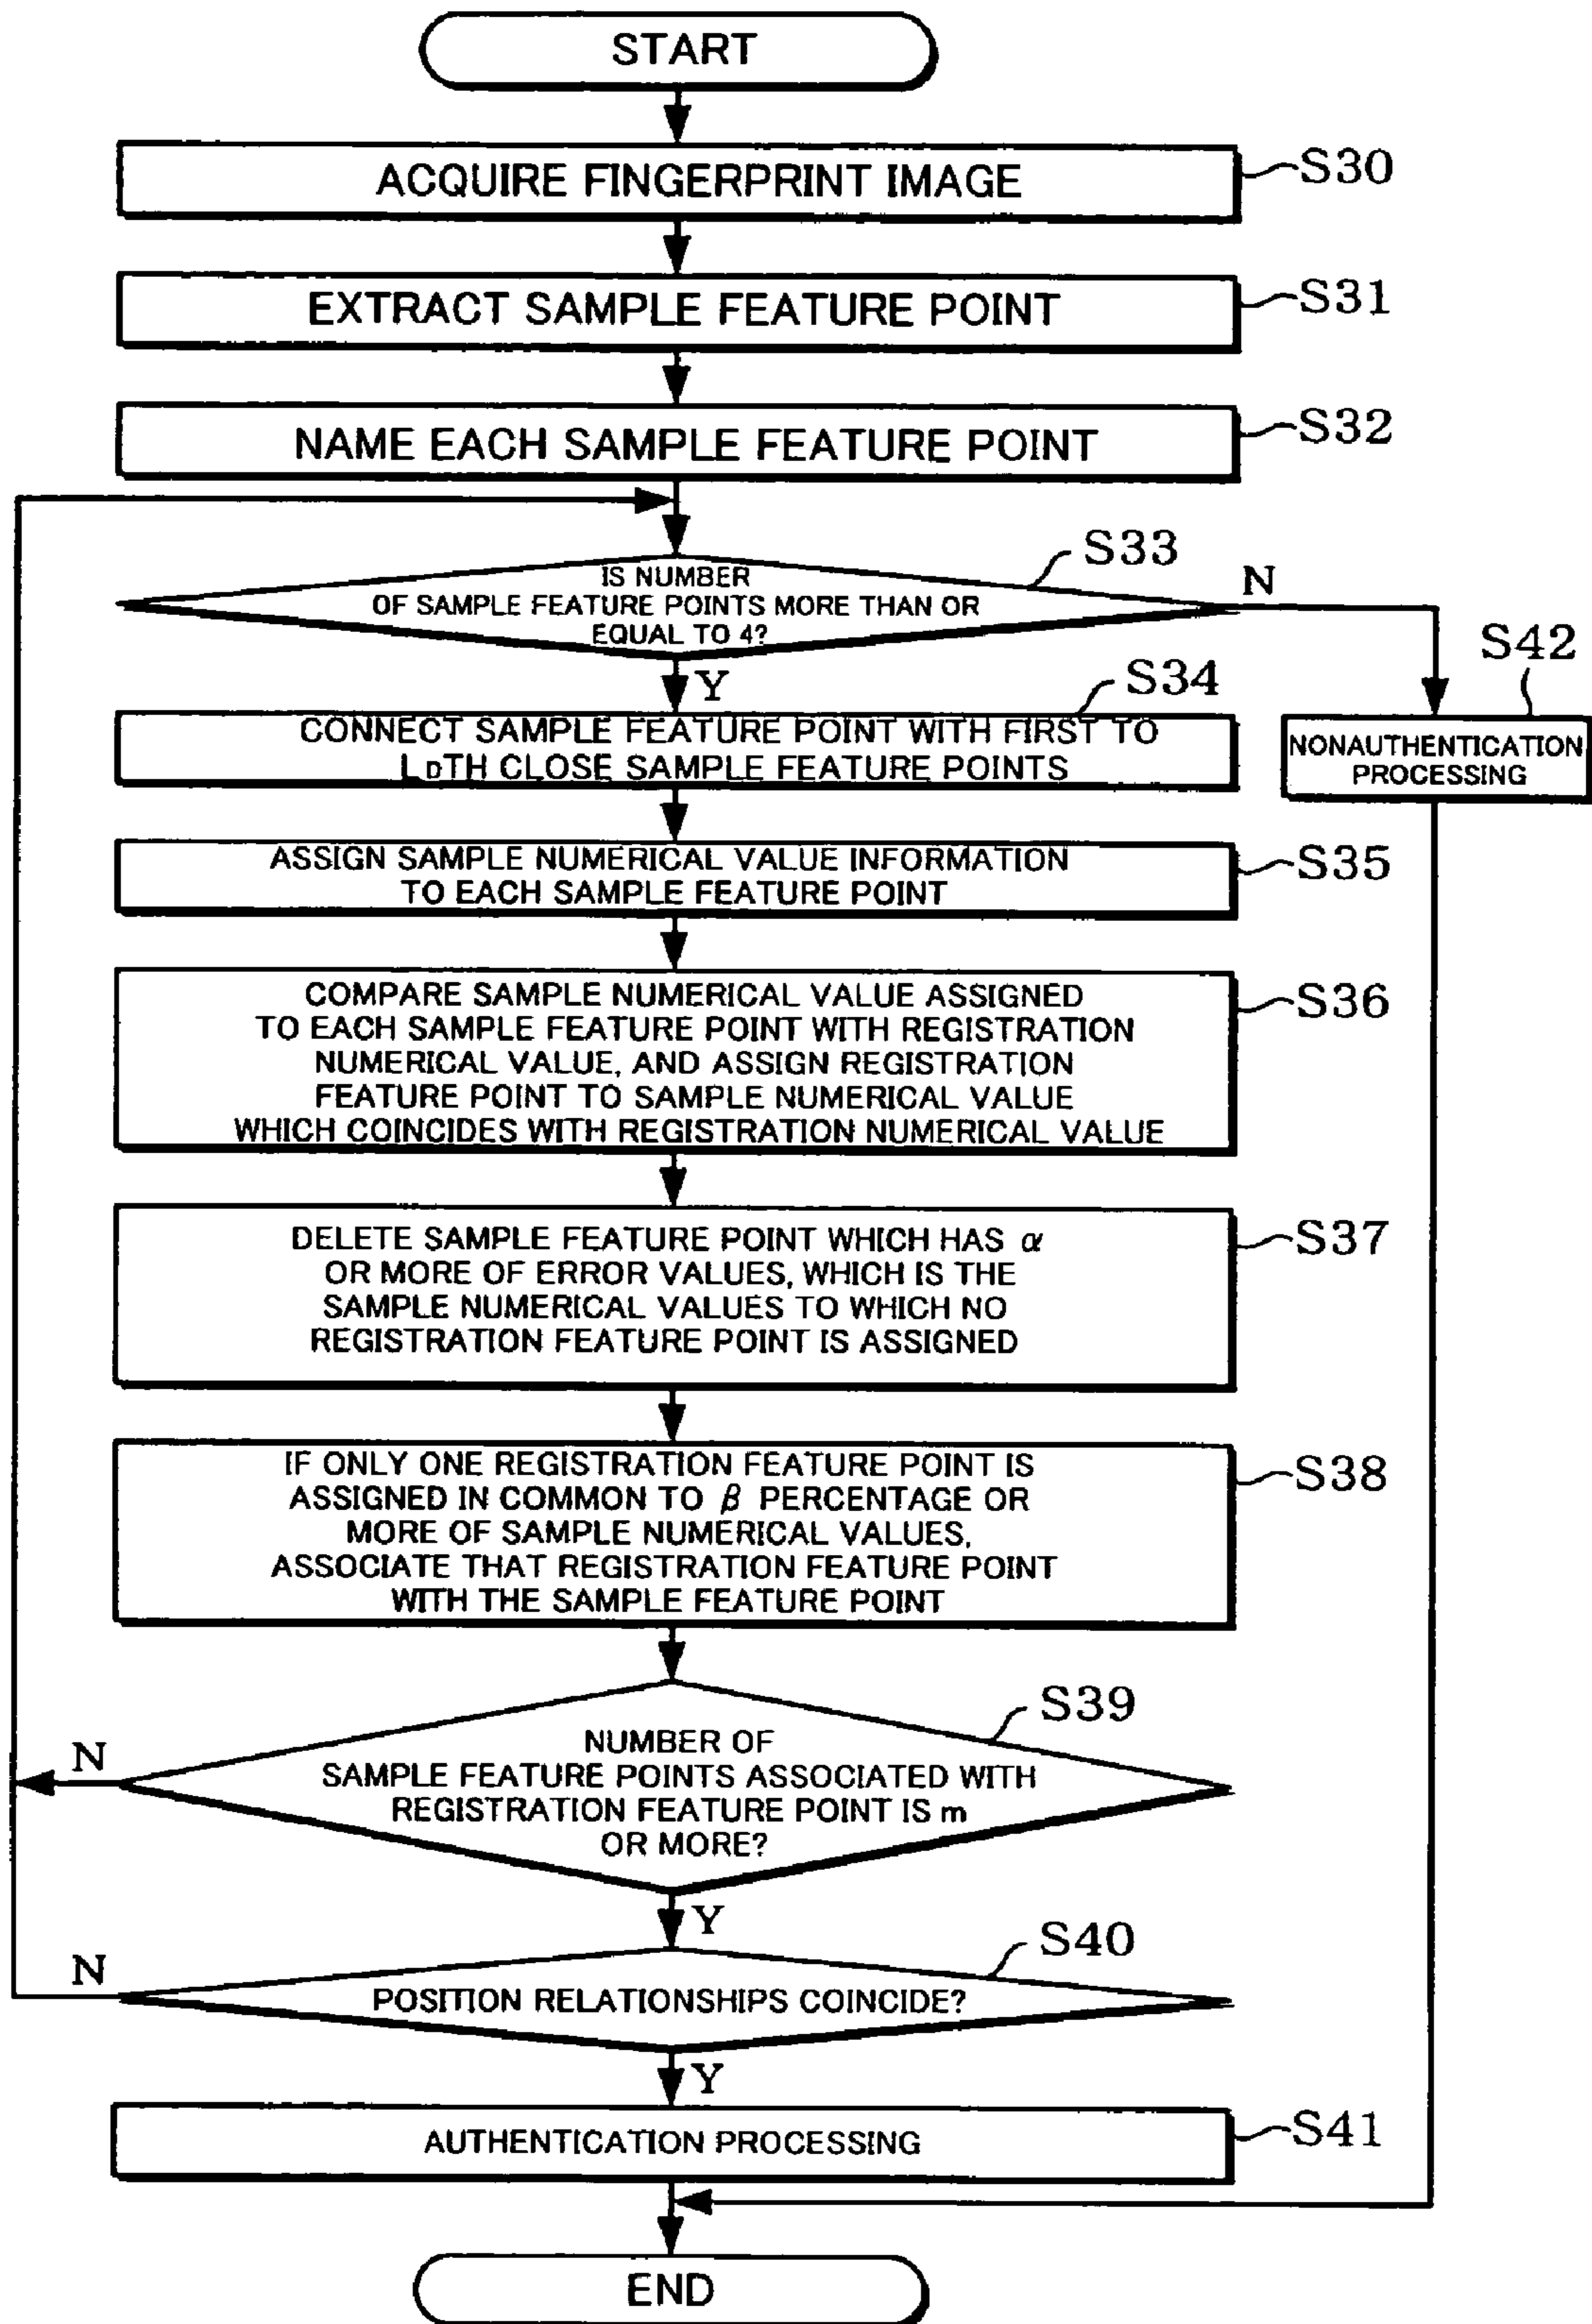 START
ACQUIRE FINGERPRINT IMAGE
S30
EXTRACT SAMPLE FEATURE POINT
S31
NAME EACH SAMPLE FEATURE POINT
S32
S33
IS NUMBER
OF SAMPLE FEATURE POINTS MORE THAN OR
EQUAL TO 4?
N
Y
S42
NONAUTHENTICATION
PROCESSING
S34
CONNECT SAMPLE FEATURE POINT WITH FIRST TO
LDTH CLOSE SAMPLE FEATURE POINTS
ASSIGN SAMPLE NUMERICAL VALUE INFORMATION
TO EACH SAMPLE FEATURE POINT
S35
COMPARE SAMPLE NUMERICAL VALUE ASSIGNED
TO EACH SAMPLE FEATURE POINT WITH REGISTRATION
NUMERICAL VALUE, AND ASSIGN REGISTRATION
FEATURE POINT TO SAMPLE NUMERICAL VALUE
WHICH COINCIDES WITH REGISTRATION NUMERICAL VALUE
S36
DELETE SAMPLE FEATURE POINT WHICH HAS α
OR MORE OF ERROR VALUES, WHICH IS THE
SAMPLE NUMERICAL VALUES TO WHICH NO
REGISTRATION FEATURE POINT IS ASSIGNED
S37
IF ONLY ONE REGISTRATION FEATURE POINT IS
ASSIGNED IN COMMON TO β PERCENTAGE OR
MORE OF SAMPLE NUMERICAL VALUES,
ASSOCIATE THAT REGISTRATION FEATURE POINT
WITH THE SAMPLE FEATURE POINT
S38
S39
NUMBER OF
SAMPLE FEATURE POINTS ASSOCIATED WITH
REGISTRATION FEATURE POINT IS m
OR MORE?
N
Y
S40
POSITION RELATIONSHIPS COINCIDE?
N
Y
AUTHENTICATION PROCESSING
S41
END